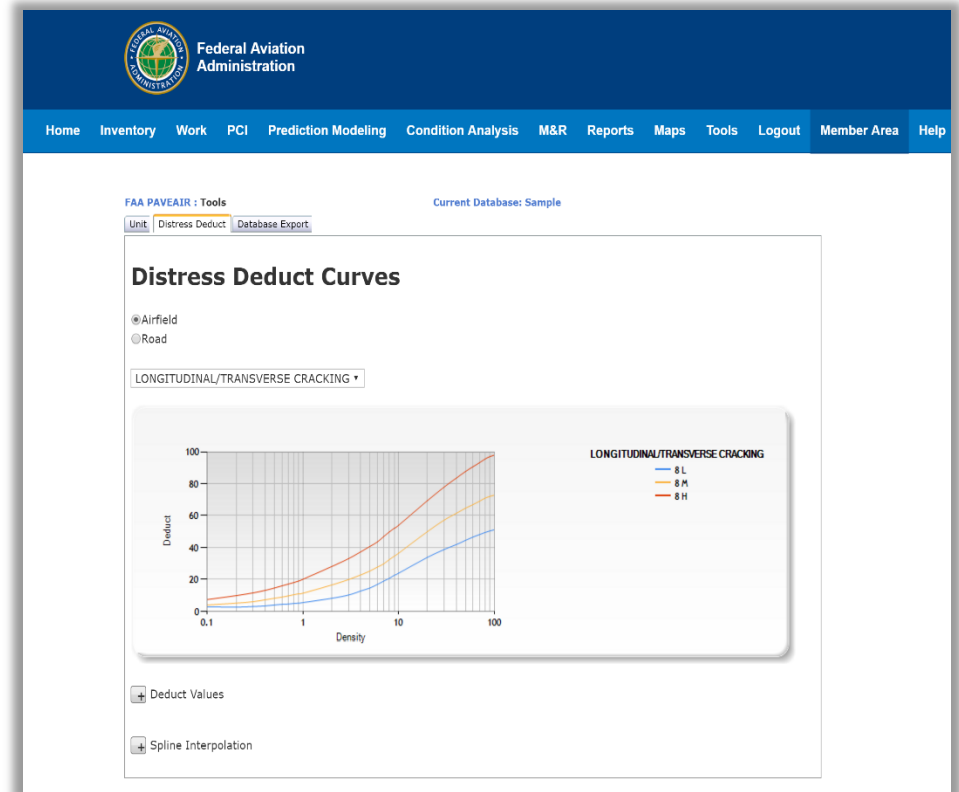 FEDERAL AVIATION ADMINISTRATION
Federal Aviation
Administration
Home Inventory Work PCI Prediction Modeling Condition Analysis M&R Reports Maps Tools Logout Member Area Help
FAA PAVEAIR : Tools Current Database: Sample
Unit Distress Deduct Database Export
Distress Deduct Curves
Airfield
Road
LONGITUDINAL/TRANSVERSE CRACKING
LONGITUDINAL/TRANSVERSE CRACKING
8 L
8 M
8 H
100
80
60
40
20
0
Deduct
0.1 1 10 100
Density
+ Deduct Values
+ Spline Interpolation